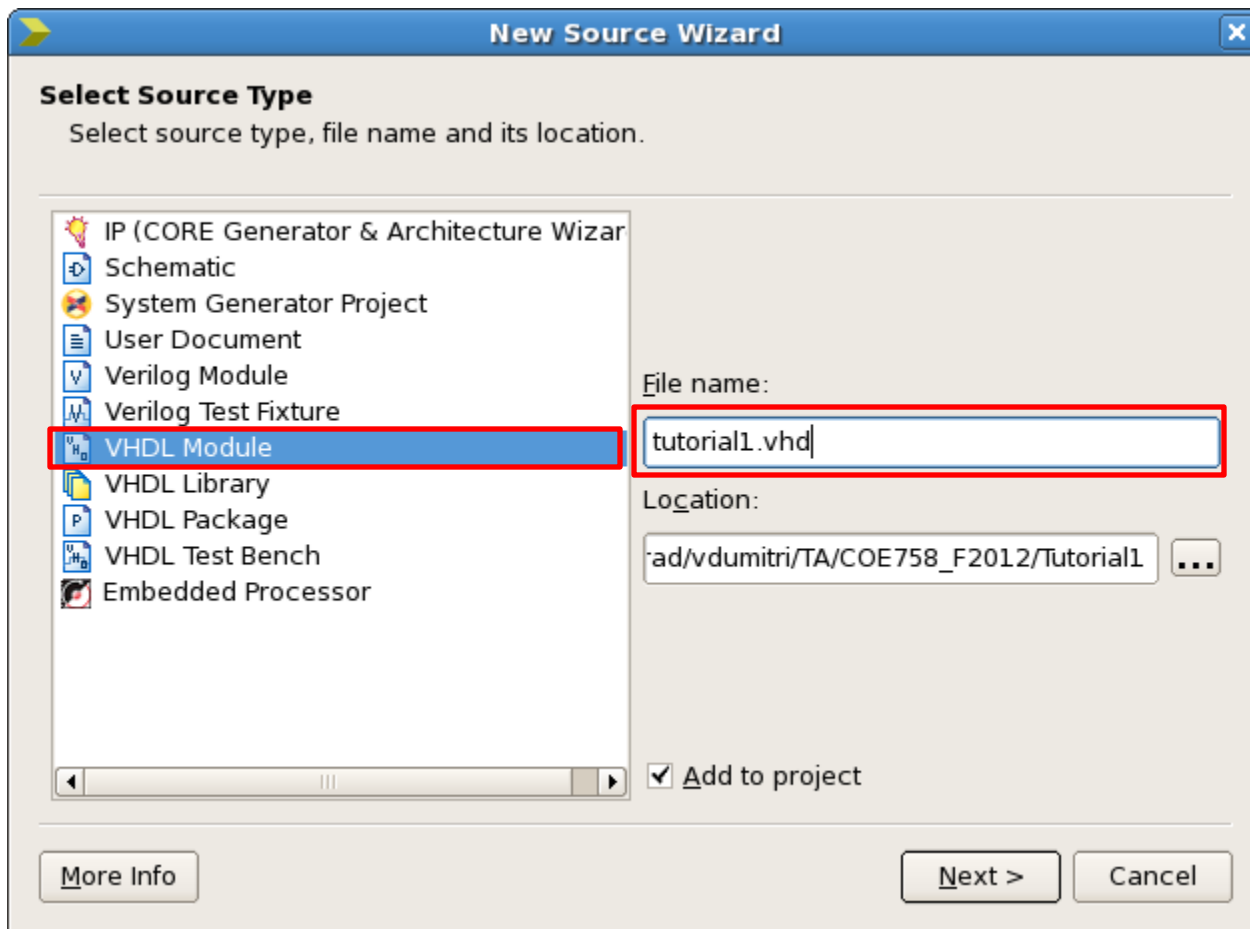 New Source Wizard
Select Source Type
Select source type, file name and its location.
IP (CORE Generator & Architecture Wizar
Schematic
System Generator Project
User Document
Verilog Module
Verilog Test Fixture
VHDL Module
VHDL Library
VHDL Package
VHDL Test Bench
Embedded Processor
File name:
tutorial1.vhd
Location:
rad/vdumitri/TA/COE758_F2012/Tutorial1
...
Add to project
More Info
Next >
Cancel